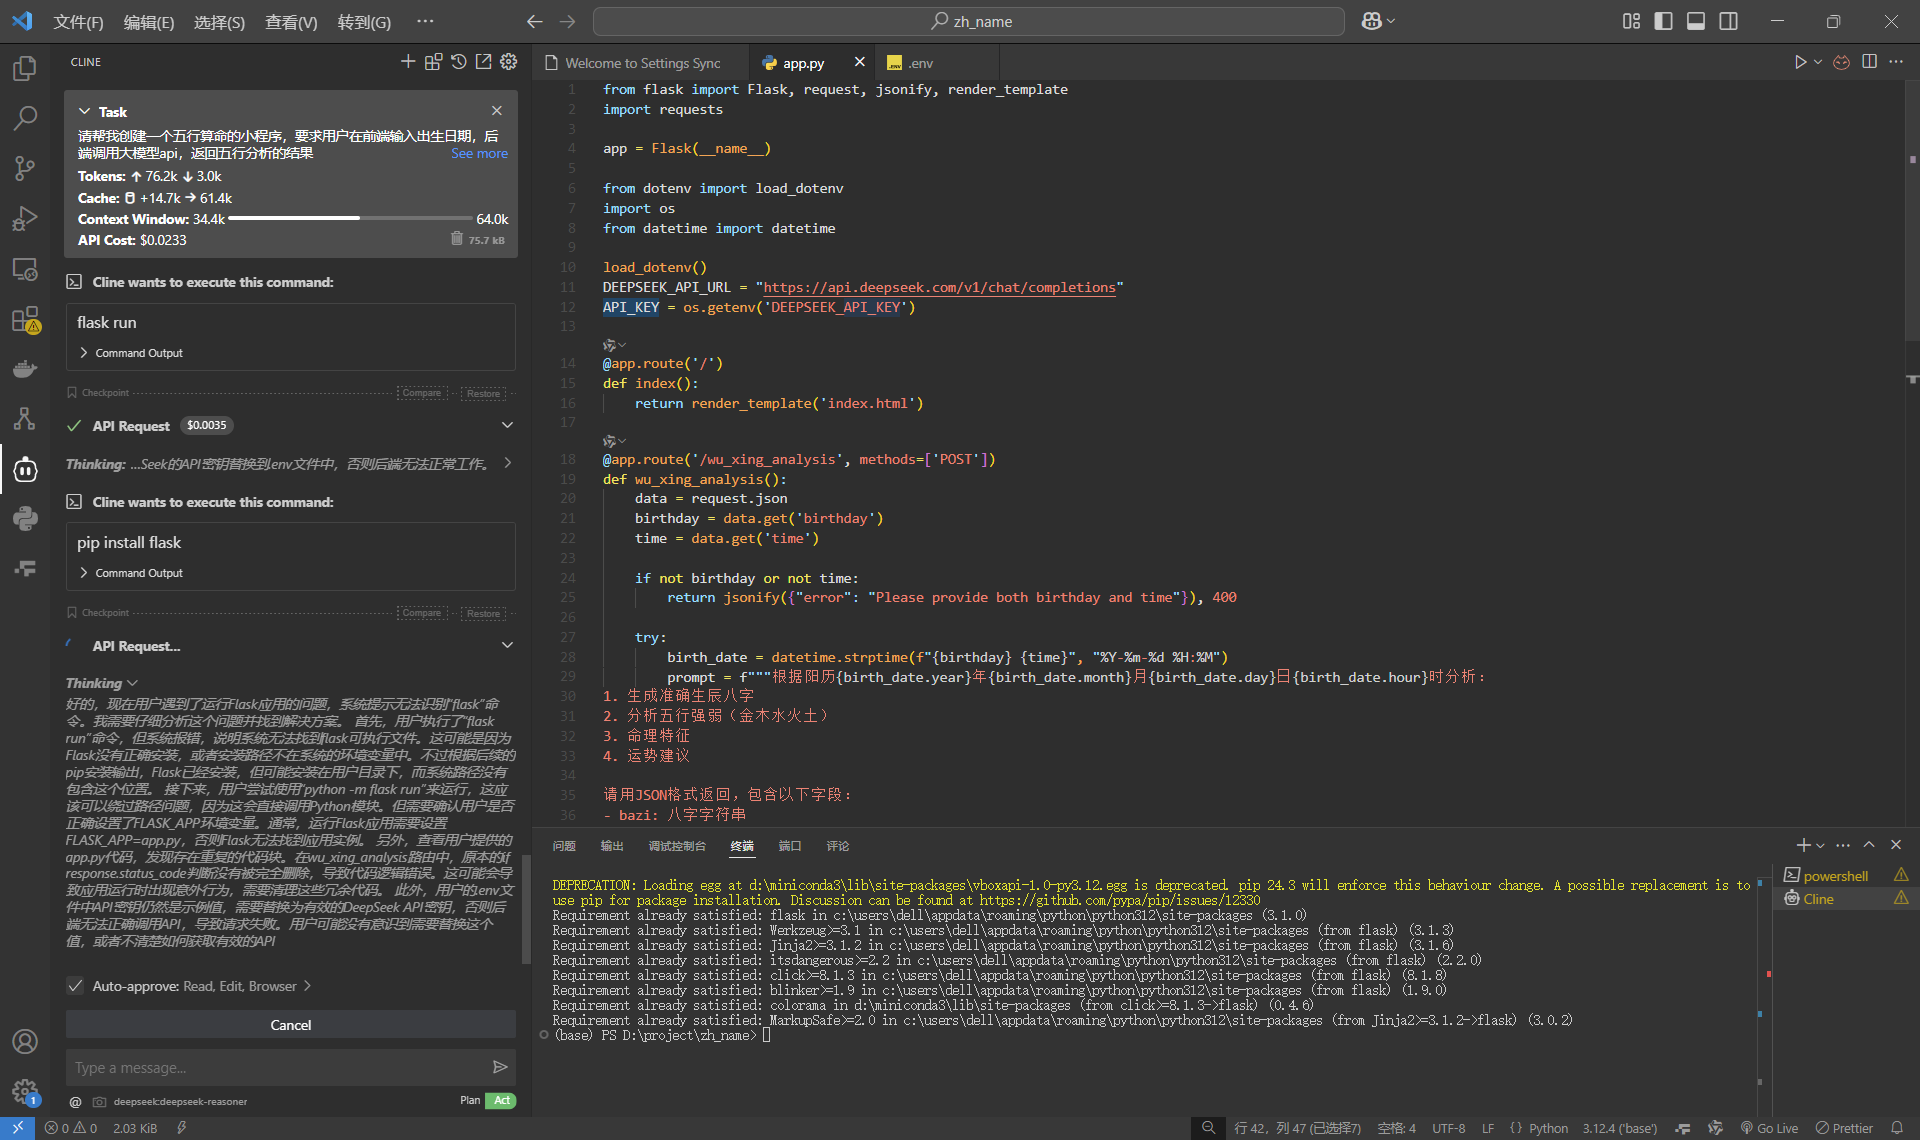 文件(F) 编辑(E) 选择(S) 查看(V) 转到(G) ···
zh_name
CLINE
Welcome to Settings Sync
app.py
.env
Task
请帮我创建一个五行算命的小程序，要求用户在前端输入出生日期，后
端调用大模型api，返回五行分析的结果
See more
Tokens: ↑ 76.2k ↓ 3.0k
Cache: +14.7k → 61.4k
Context Window: 34.4k 64.0k
API Cost: $0.0233
75.7 kB
Cline wants to execute this command:
flask run
Command Output
Checkpoint Compare Restore
API Request $0.0035
Thinking: ...Seek的API密钥替换到.env文件中，否则后端无法正常工作。
Cline wants to execute this command:
pip install flask
Command Output
Checkpoint Compare Restore
API Request...
Thinking
好的，现在用户遇到了运行Flask应用的问题，系统提示无法识别“flask”命
令。我需要仔细分析这个问题并找到解决方案。 首先，用户执行了“flask
run”命令，但系统报错，说明系统无法找到flask可执行文件。这可能是因为
Flask没有正确安装，或者安装路径不在系统的环境变量中。不过根据后续的
pip安装输出，Flask已经安装，但可能安装在用户目录下，而系统路径没有
包含这个位置。 接下来，用户尝试使用“python -m flask run”来运行，这应
该可以绕过路径问题，因为这会直接调用Python模块。但需要确认用户是否
正确设置了FLASK_APP环境变量。通常，运行Flask应用需要设置
FLASK_APP=app.py，否则Flask无法找到应用实例。 另外，查看用户提供的
app.py代码，发现存在重复的代码块。在wu_xing_analysis路由中，原本的if
response.status_code判断没有被完全删除，导致代码逻辑错误。这可能会导
致应用运行时出现意外行为，需要清理这些冗余代码。 此外，用户的.env文
件中API密钥仍然是示例值，需要替换为有效的DeepSeek API密钥，否则后
端无法正确调用API，导致请求失败。用户可能没有意识到需要替换这个
值，或者不清楚如何获取有效的API
Auto-approve: Read, Edit, Browser
Cancel
Type a message...
@ deepseek:deepseek-reasoner
Plan Act
1 from flask import Flask, request, jsonify, render_template
2 import requests
3
4 app = Flask(__name__)
5
6 from dotenv import load_dotenv
7 import os
8 from datetime import datetime
9
10 load_dotenv()
11 DEEPSEEK_API_URL = "https://api.deepseek.com/v1/chat/completions"
12 API_KEY = os.getenv('DEEPSEEK_API_KEY')
13
14 @app.route('/')
15 def index():
16 return render_template('index.html')
17
18 @app.route('/wu_xing_analysis', methods=['POST'])
19 def wu_xing_analysis():
20 data = request.json
21 birthday = data.get('birthday')
22 time = data.get('time')
23
24 if not birthday or not time:
25 return jsonify({"error": "Please provide both birthday and time"}), 400
26
27 try:
28 birth_date = datetime.strptime(f"{birthday} {time}", "%Y-%m-%d %H:%M")
29 prompt = f"""根据阳历{birth_date.year}年{birth_date.month}月{birth_date.day}日{birth_date.hour}时分析：
30 1. 生成准确生辰八字
31 2. 分析五行强弱（金木水火土）
32 3. 命理特征
33 4. 运势建议
34
35 请用JSON格式返回，包含以下字段：
36 - bazi: 八字字符串
问题 输出 调试控制台 终端 端口 评论
DEPRECATION: Loading egg at d:\miniconda3\lib\site-packages\vboxapi-1.0-py3.12.egg is deprecated. pip 24.3 will enforce this behaviour change. A possible replacement is to
use pip for package installation. Discussion can be found at https://github.com/pypa/pip/issues/12330
Requirement already satisfied: flask in c:\users\dell\appdata\roaming\python\python312\site-packages (3.1.0)
Requirement already satisfied: Werkzeug>=3.1 in c:\users\dell\appdata\roaming\python\python312\site-packages (from flask) (3.1.3)
Requirement already satisfied: Jinja2>=3.1.2 in c:\users\dell\appdata\roaming\python\python312\site-packages (from flask) (3.1.6)
Requirement already satisfied: itsdangerous>=2.2 in c:\users\dell\appdata\roaming\python\python312\site-packages (from flask) (2.2.0)
Requirement already satisfied: click>=8.1.3 in c:\users\dell\appdata\roaming\python\python312\site-packages (from flask) (8.1.8)
Requirement already satisfied: blinker>=1.9 in c:\users\dell\appdata\roaming\python\python312\site-packages (from flask) (1.9.0)
Requirement already satisfied: colorama in d:\miniconda3\lib\site-packages (from click>=8.1.3->flask) (0.4.6)
Requirement already satisfied: MarkupSafe>=2.0 in c:\users\dell\appdata\roaming\python\python312\site-packages (from Jinja2>=3.1.2->flask) (3.0.2)
(base) PS D:\project\zh_name>
powershell
Cline
1
0 0 2.03 KiB
行 42，列 47 (已选择7) 空格: 4 UTF-8 LF {} Python 3.12.4 ('base') Go Live Prettier